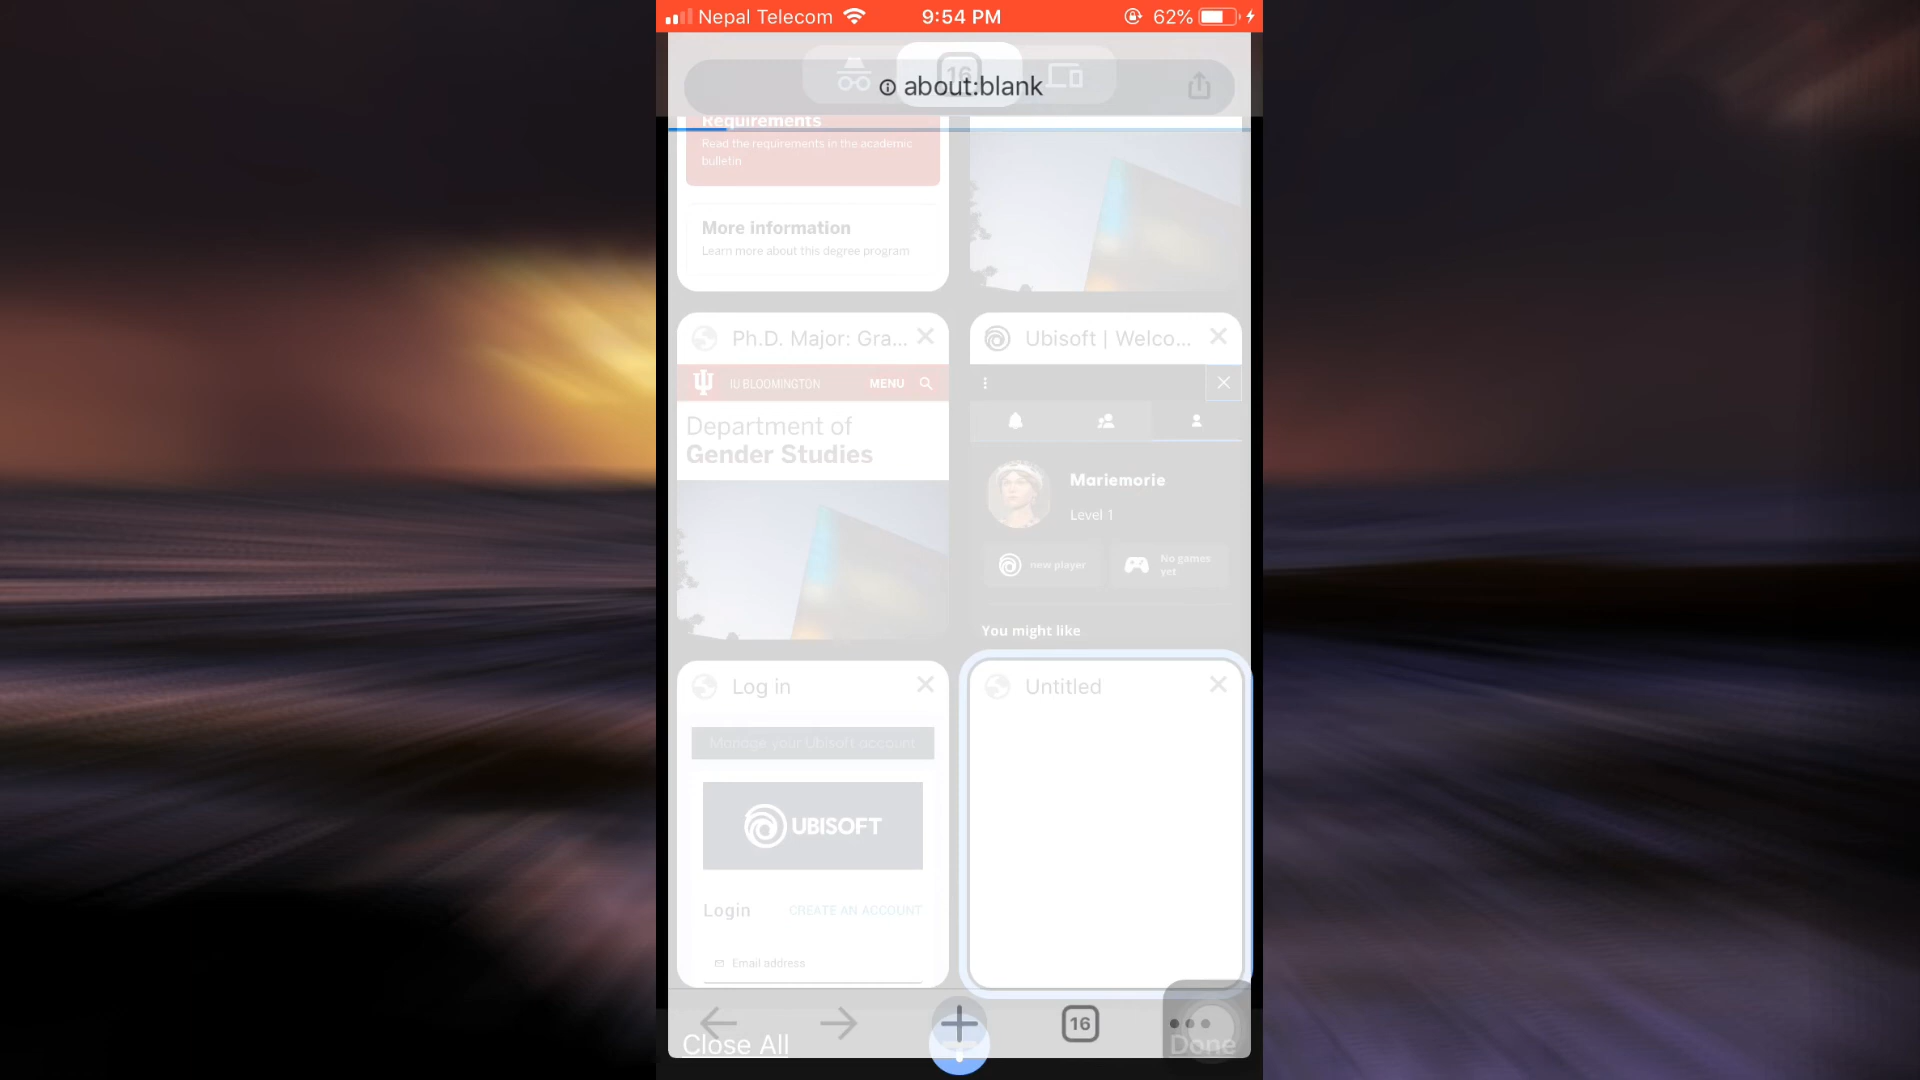 Nepal Telecom
9:54 PM
62%
16
about:blank
Requirements
Read the requirements in the academic
bulletin
More information
Learn more about this degree program
Ph.D. Major: Gra...
IU BLOOMINGTON
MENU
Department of
Gender Studies
Ubisoft | Welco...
Mariemorie
Level 1
new player
No games
yet
You might like
Log in
Manage your Ubisoft account
UBISOFT
Login
CREATE AN ACCOUNT
Email address
Untitled
16
Close All
Done